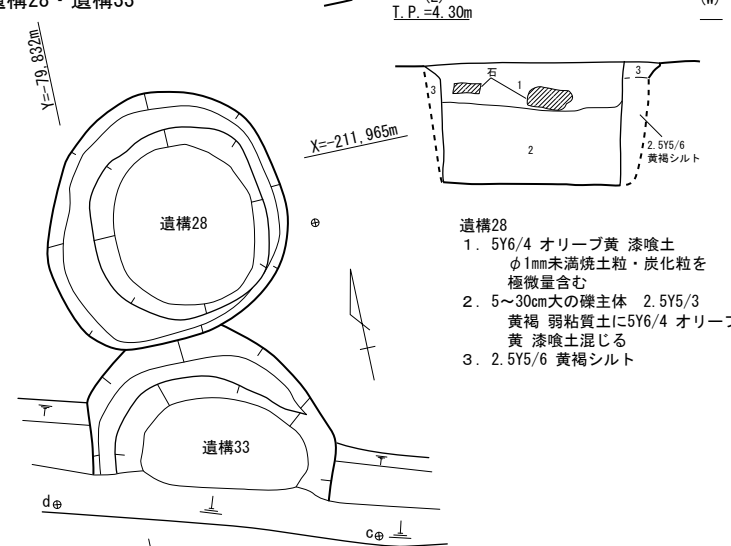 遺構28・遺構33
T.P.=4.30m
(W)
Y=-79,832m
X=-211,965m
石
3
3
1
2
2.5Y5/6
黄褐シルト
遺構28
遺構28
1. 5Y6/4 オリーブ黄 漆喰土
φ1mm未満焼土粒・炭化粒を
極微量含む
2. 5~30cm大の礫主体 2.5Y5/3
黄褐 弱粘質土に5Y6/4 オリーブ
黄 漆喰土混じる
3. 2.5Y5/6 黄褐シルト
遺構33
d
c